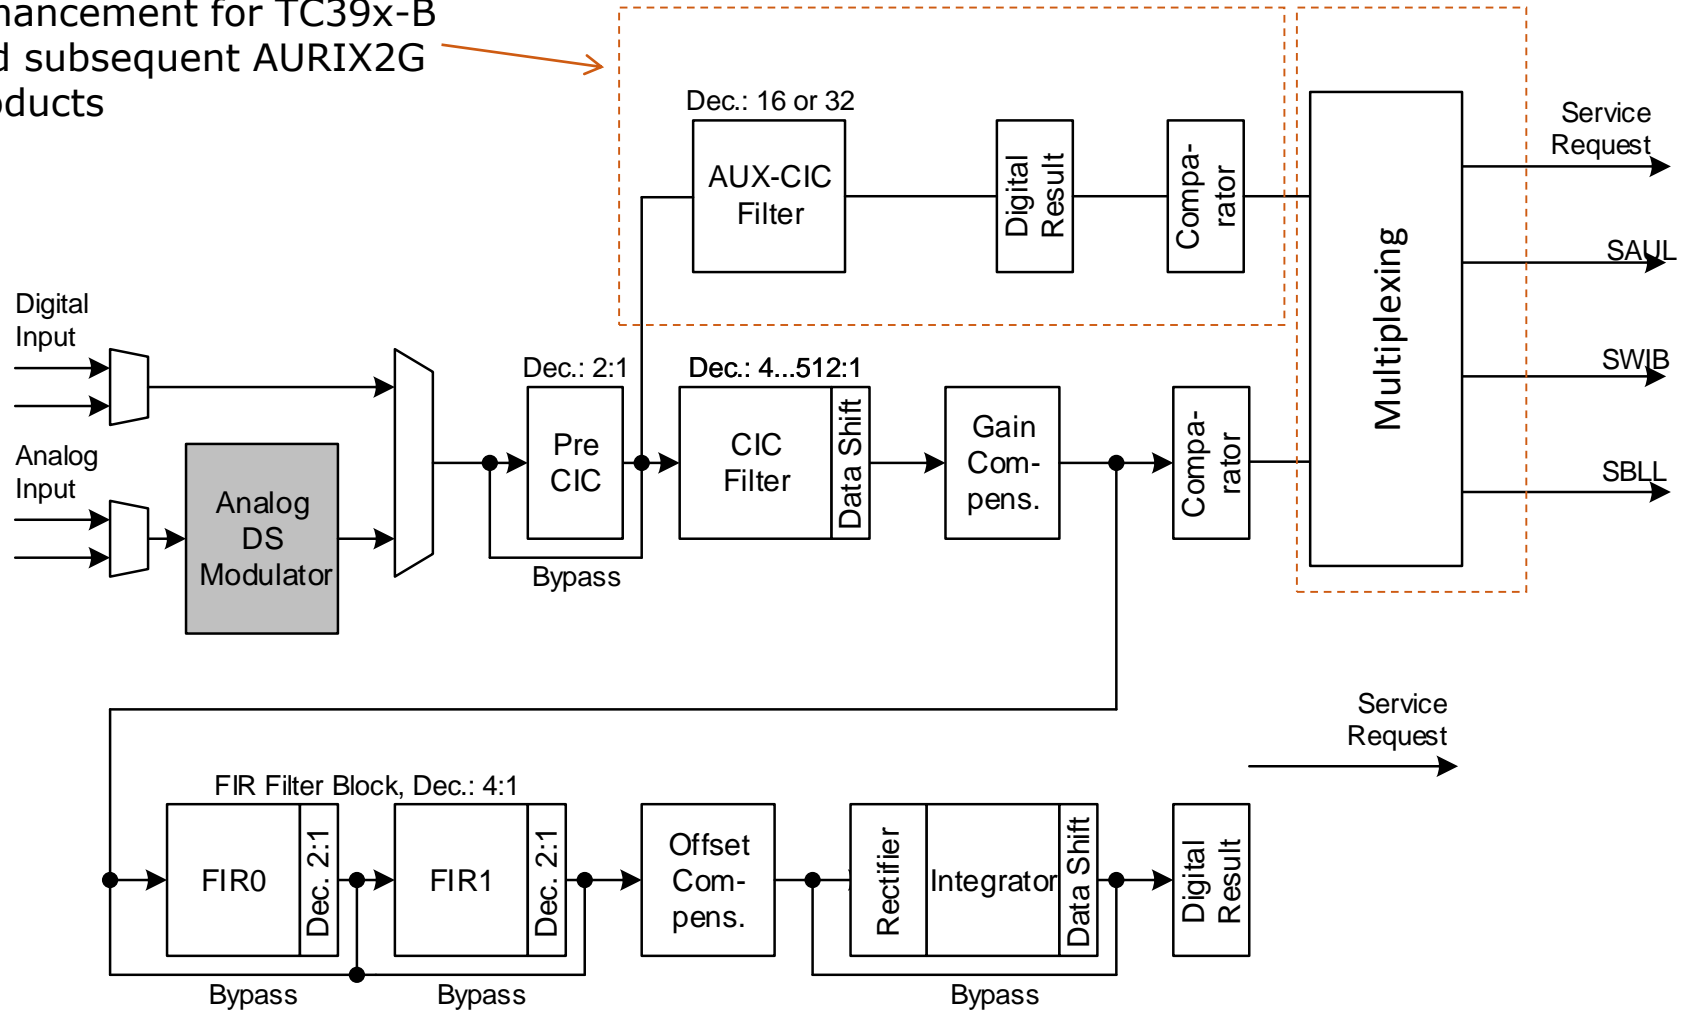 nhancement for TC39x-B
d subsequent AURIX2G
oducts
Dec.: 16 or 32
AUX-CIC
Filter
Digital
Result
Compa-
rator
Multiplexing
Service
Request
SAUL
SWIB
SBLL
Digital
Input
Analog
Input
Analog
DS
Modulator
Dec.: 2:1
Pre
CIC
Bypass
Dec.: 4...512:1
CIC
Filter
Data Shift
Gain
Com-
pens.
Compa-
rator
Service
Request
FIR Filter Block, Dec.: 4:1
FIR0
Dec. 2:1
FIR1
Dec. 2:1
Offset
Com-
pens.
Rectifier
Integrator
Data Shift
Digital
Result
Bypass
Bypass
Bypass